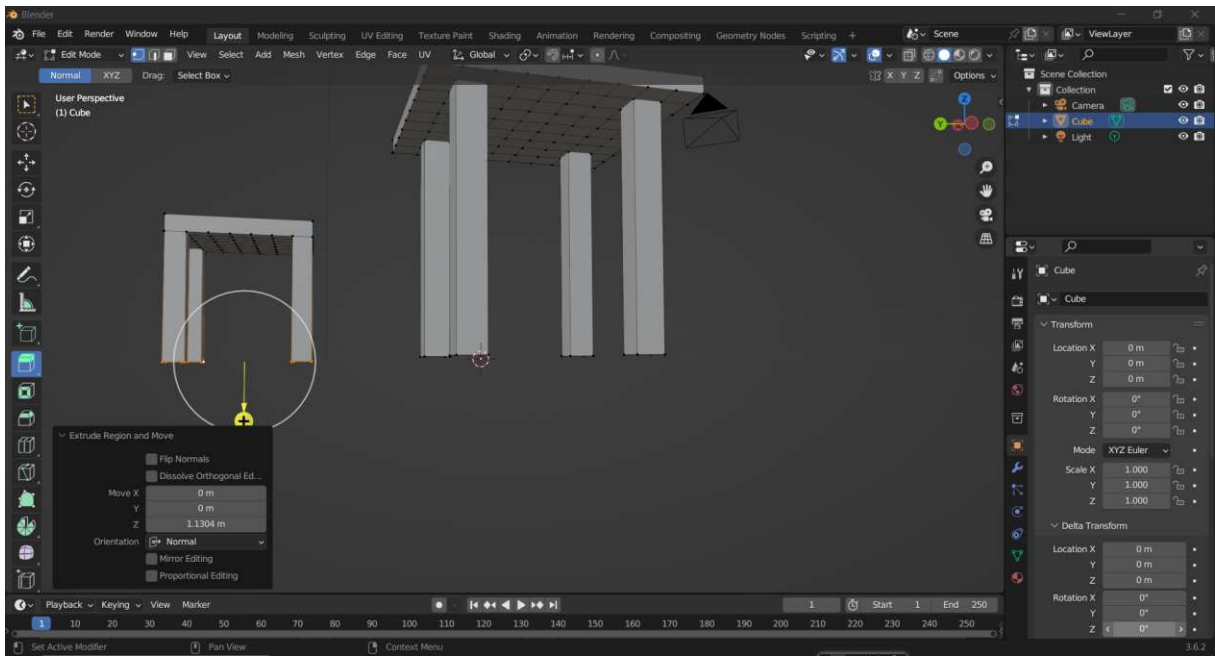 Blender
File Edit Render Window Help Layout Modeling Sculpting UV Editing Texture Paint Shading Animation Rendering Compositing Geometry Nodes Scripting + Scene ViewLayer
Edit Mode View Select Add Mesh Vertex Edge Face UV Global
Normal XYZ Drag: Select Box X Y Z Options
User Perspective
(1) Cube
Z
Y
Scene Collection
Collection
Camera
Cube
Light
Cube
Cube
Transform
Location X 0 m
Y 0 m
Z 0 m
Rotation X 0°
Y 0°
Z 0°
Mode XYZ Euler
Scale X 1.000
Y 1.000
Z 1.000
Delta Transform
Location X 0 m
Y 0 m
Z 0 m
Rotation X 0°
Y 0°
Z 0°
Extrude Region and Move
Flip Normals
Dissolve Orthogonal Ed...
Move X 0 m
Y 0 m
Z 1.1304 m
Orientation Normal
Mirror Editing
Proportional Editing
Playback Keying View Marker 1 Start 1 End 250
1 10 20 30 40 50 60 70 80 90 100 110 120 130 140 150 160 170 180 190 200 210 220 230 240 250
Set Active Modifier Pan View Context Menu 3.6.2